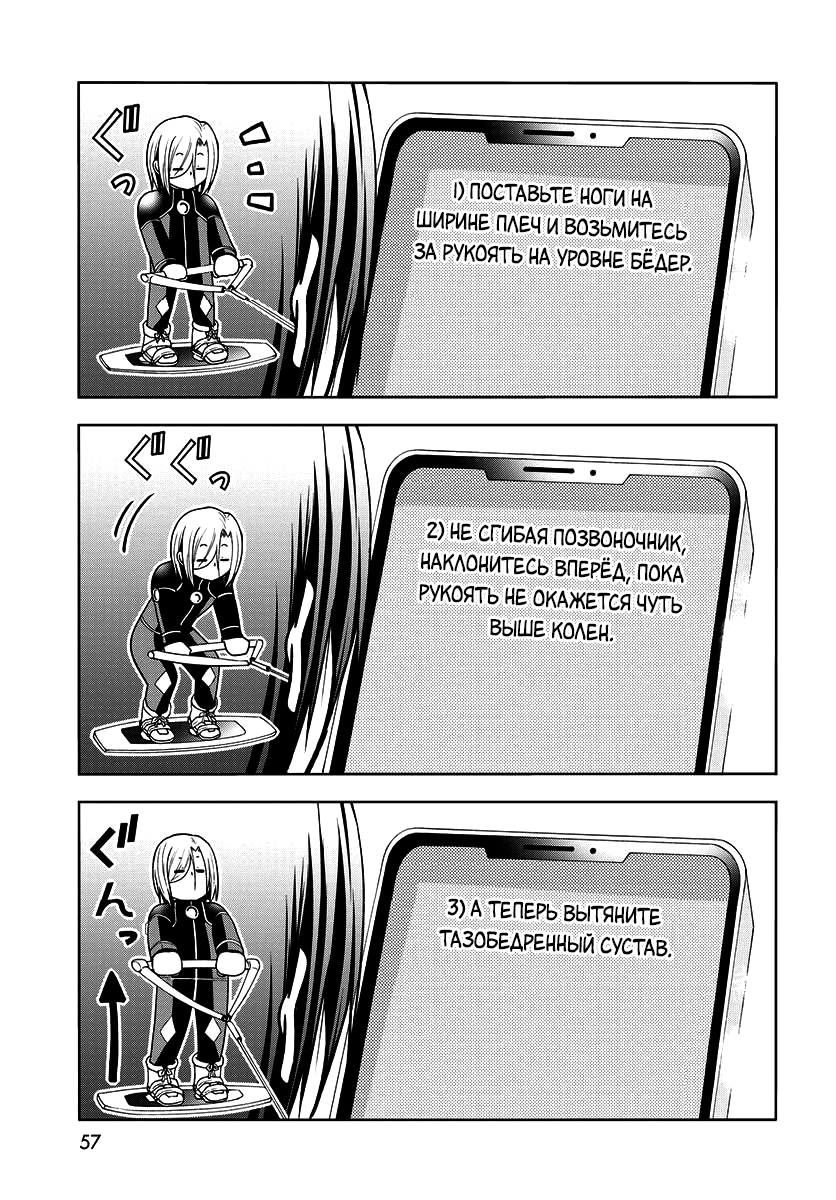 ぐっ
1) ПОСТАВЬТЕ НОГИ НА
ШИРИНЕ ПЛЕЧ И ВОЗЬМИТЕСЬ
ЗА РУКОЯТЬ НА УРОВНЕ БЁДЕР.
ぐぐっ
2) НЕ СГИБАЯ ПОЗВОНОЧНИК,
НАКЛОНИТЕСЬ ВПЕРЁД, ПОКА
РУКОЯТЬ НЕ ОКАЖЕТСЯ ЧУТЬ
ВЫШЕ КОЛЕН.
ぐんっ
3) А ТЕПЕРЬ ВЫТЯНИТЕ
ТАЗОБЕДРЕННЫЙ СУСТАВ.
57